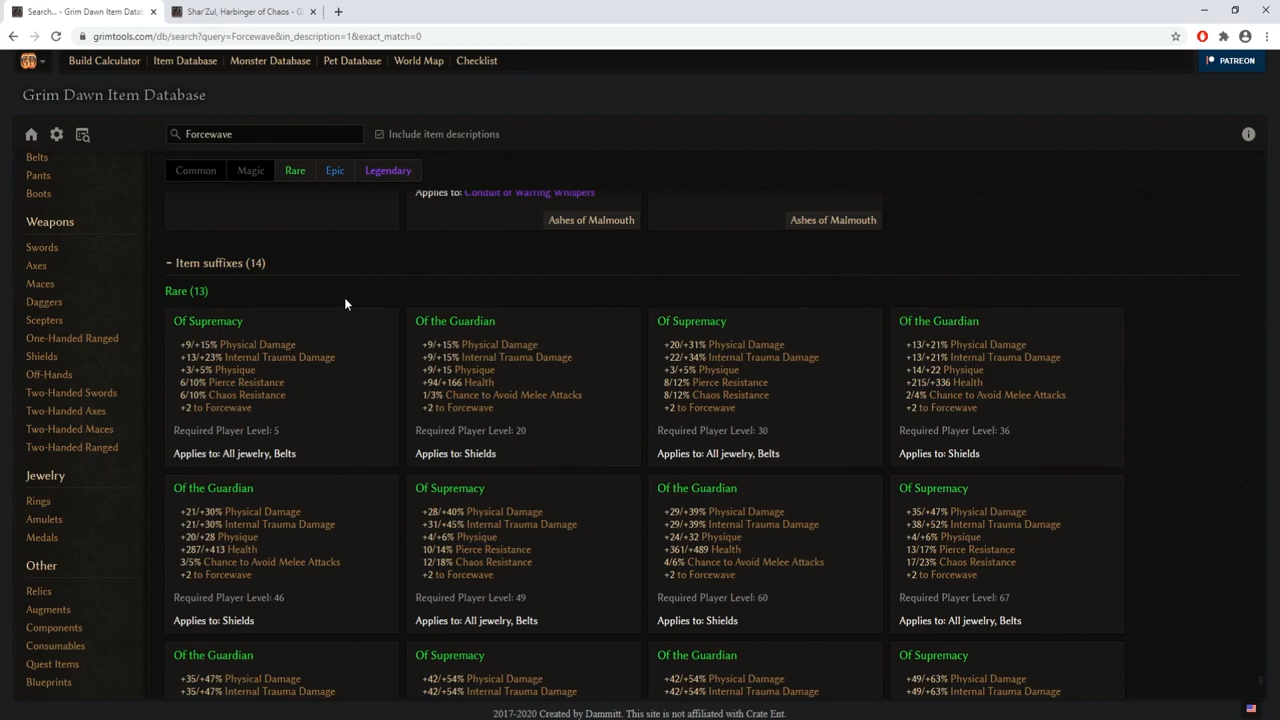 Search... - Grim Dawn Item Datab
Shar'Zul, Harbinger of Chaos - G
grimtools.com/db/search?query=Forcewave&in_description=1&exact_match=0
Build Calculator Item Database Monster Database Pet Database World Map Checklist
PATREON
Grim Dawn Item Database
Forcewave
Include item descriptions
Common Magic Rare Epic Legendary
Belts
Pants
Boots
Weapons
Swords
Axes
Maces
Daggers
Scepters
One-Handed Ranged
Shields
Off-Hands
Two-Handed Swords
Two-Handed Axes
Two-Handed Maces
Two-Handed Ranged
Jewelry
Rings
Amulets
Medals
Other
Relics
Augments
Components
Consumables
Quest Items
Blueprints
Applies to: Conduit of Warring Whispers
Ashes of Malmouth
Ashes of Malmouth
- Item suffixes (14)
Rare (13)
Of Supremacy
+9/+15% Physical Damage
+13/+23% Internal Trauma Damage
+3/+5% Physique
6/10% Pierce Resistance
6/10% Chaos Resistance
+2 to Forcewave
Required Player Level: 5
Applies to: All jewelry, Belts
Of the Guardian
+9/+15% Physical Damage
+9/+15% Internal Trauma Damage
+9/+15 Physique
+94/+166 Health
1/3% Chance to Avoid Melee Attacks
+2 to Forcewave
Required Player Level: 20
Applies to: Shields
Of Supremacy
+20/+31% Physical Damage
+22/+34% Internal Trauma Damage
+3/+5% Physique
8/12% Pierce Resistance
8/12% Chaos Resistance
+2 to Forcewave
Required Player Level: 30
Applies to: All jewelry, Belts
Of the Guardian
+13/+21% Physical Damage
+13/+21% Internal Trauma Damage
+14/+22 Physique
+215/+336 Health
2/4% Chance to Avoid Melee Attacks
+2 to Forcewave
Required Player Level: 36
Applies to: Shields
Of the Guardian
+21/+30% Physical Damage
+21/+30% Internal Trauma Damage
+20/+28 Physique
+287/+413 Health
3/5% Chance to Avoid Melee Attacks
+2 to Forcewave
Required Player Level: 46
Applies to: Shields
Of Supremacy
+28/+40% Physical Damage
+31/+45% Internal Trauma Damage
+4/+6% Physique
10/14% Pierce Resistance
12/18% Chaos Resistance
+2 to Forcewave
Required Player Level: 49
Applies to: All jewelry, Belts
Of the Guardian
+29/+39% Physical Damage
+29/+39% Internal Trauma Damage
+24/+32 Physique
+361/+489 Health
4/6% Chance to Avoid Melee Attacks
+2 to Forcewave
Required Player Level: 60
Applies to: Shields
Of Supremacy
+35/+47% Physical Damage
+38/+52% Internal Trauma Damage
+4/+6% Physique
13/17% Pierce Resistance
17/23% Chaos Resistance
+2 to Forcewave
Required Player Level: 67
Applies to: All jewelry, Belts
Of the Guardian
+35/+47% Physical Damage
+35/+47% Internal Trauma Damage
Of Supremacy
+42/+54% Physical Damage
+42/+54% Internal Trauma Damage
Of the Guardian
+42/+54% Physical Damage
+42/+54% Internal Trauma Damage
Of Supremacy
+49/+63% Physical Damage
+49/+63% Internal Trauma Damage
2017-2020 Created by Dammitt. This site is not affiliated with Crate Ent.